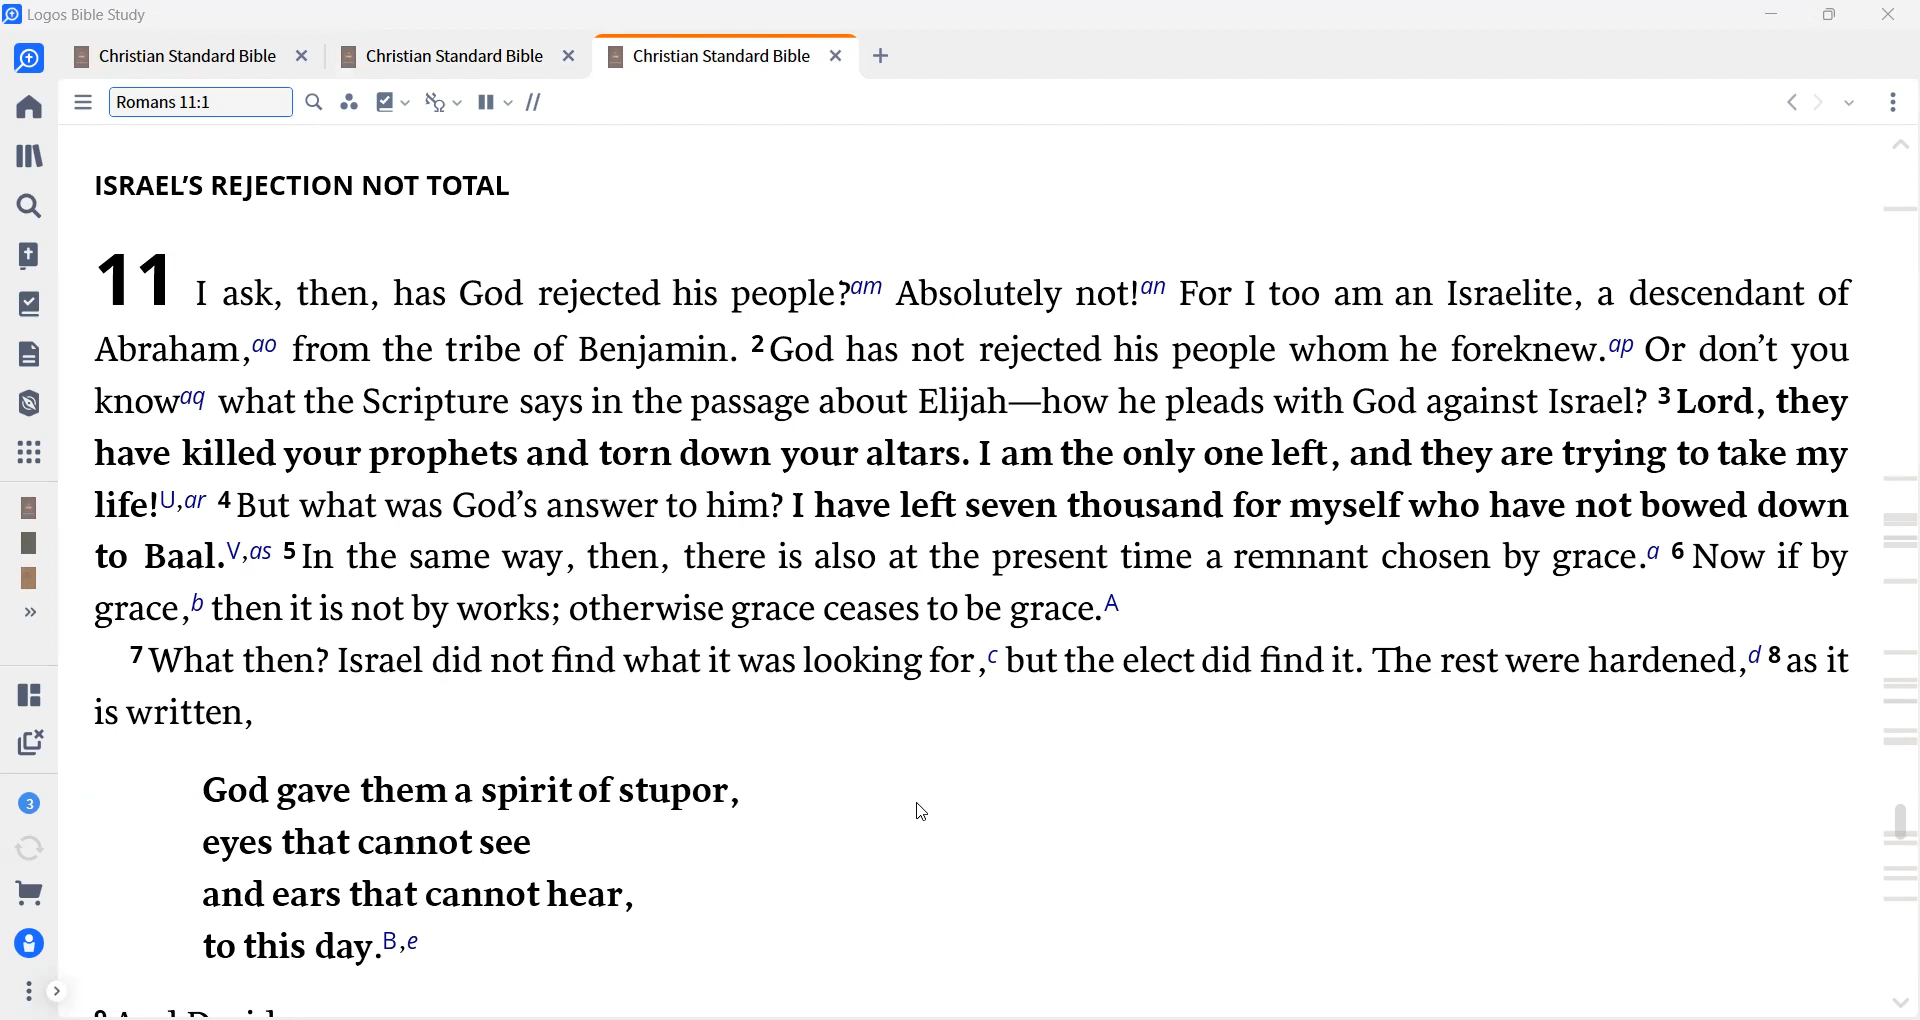 Logos Bible Study
Christian Standard Bible
Christian Standard Bible
Christian Standard Bible
Romans 11:1
ISRAEL’S REJECTION NOT TOTAL
11 I ask, then, has God rejected his people?am Absolutely not!an For I too am an Israelite, a descendant of
Abraham,ao from the tribe of Benjamin. 2 God has not rejected his people whom he foreknew.ap Or don’t you
knowaq what the Scripture says in the passage about Elijah—how he pleads with God against Israel? 3 Lord, they
have killed your prophets and torn down your altars. I am the only one left, and they are trying to take my
life!U,ar 4 But what was God’s answer to him? I have left seven thousand for myself who have not bowed down
to Baal.V,as 5 In the same way, then, there is also at the present time a remnant chosen by grace.a 6 Now if by
grace,b then it is not by works; otherwise grace ceases to be grace.A
7 What then? Israel did not find what it was looking for,c but the elect did find it. The rest were hardened,d 8 as it
is written,
God gave them a spirit of stupor,
eyes that cannot see
and ears that cannot hear,
to this day.B,e
3